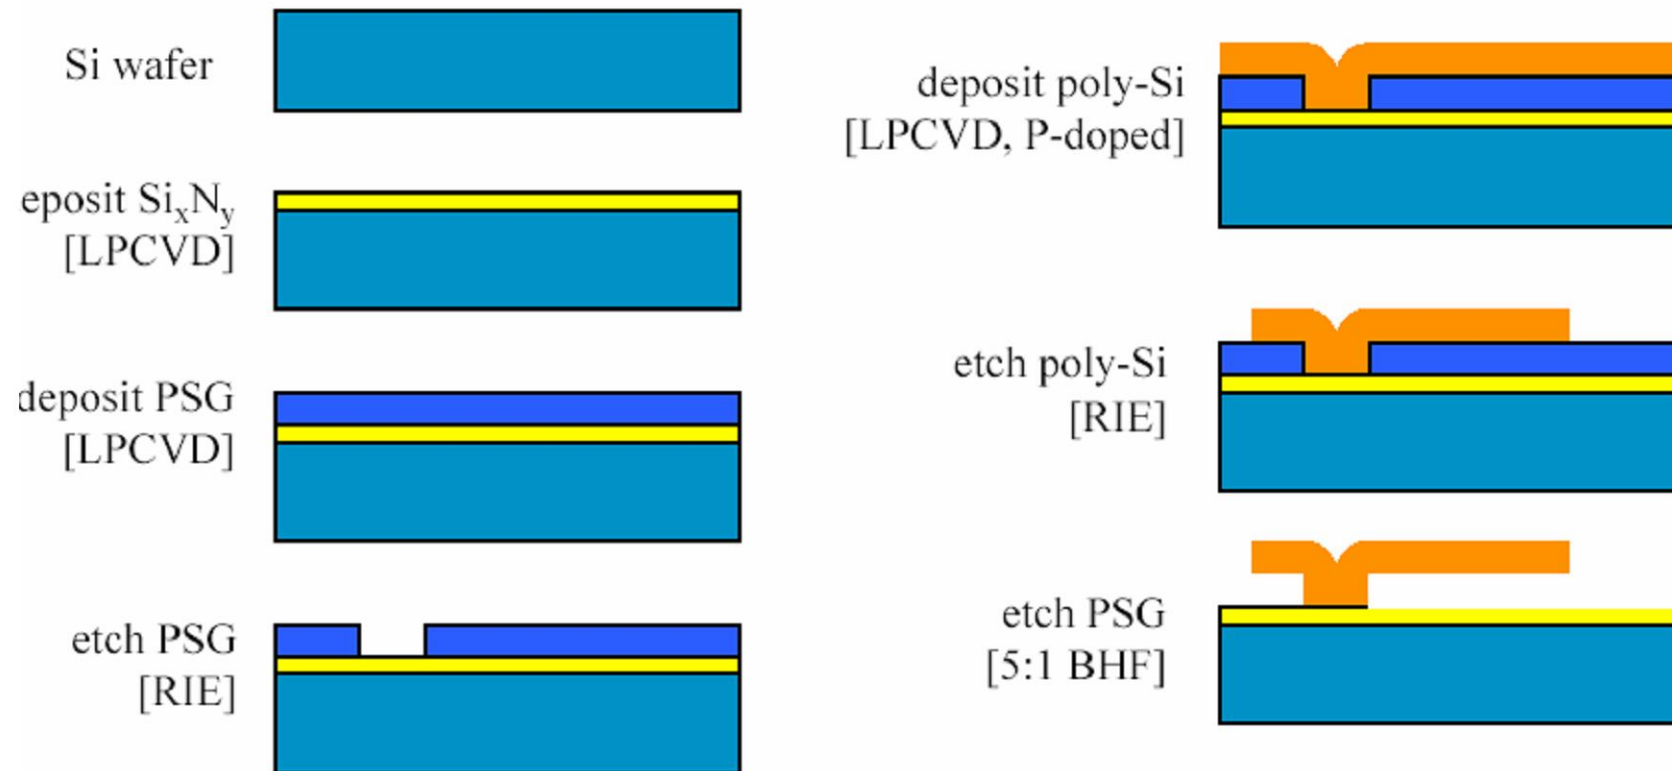 Si wafer
eposit SixNy
[LPCVD]
deposit PSG
[LPCVD]
etch PSG
[RIE]
deposit poly-Si
[LPCVD, P-doped]
etch poly-Si
[RIE]
etch PSG
[5:1 BHF]